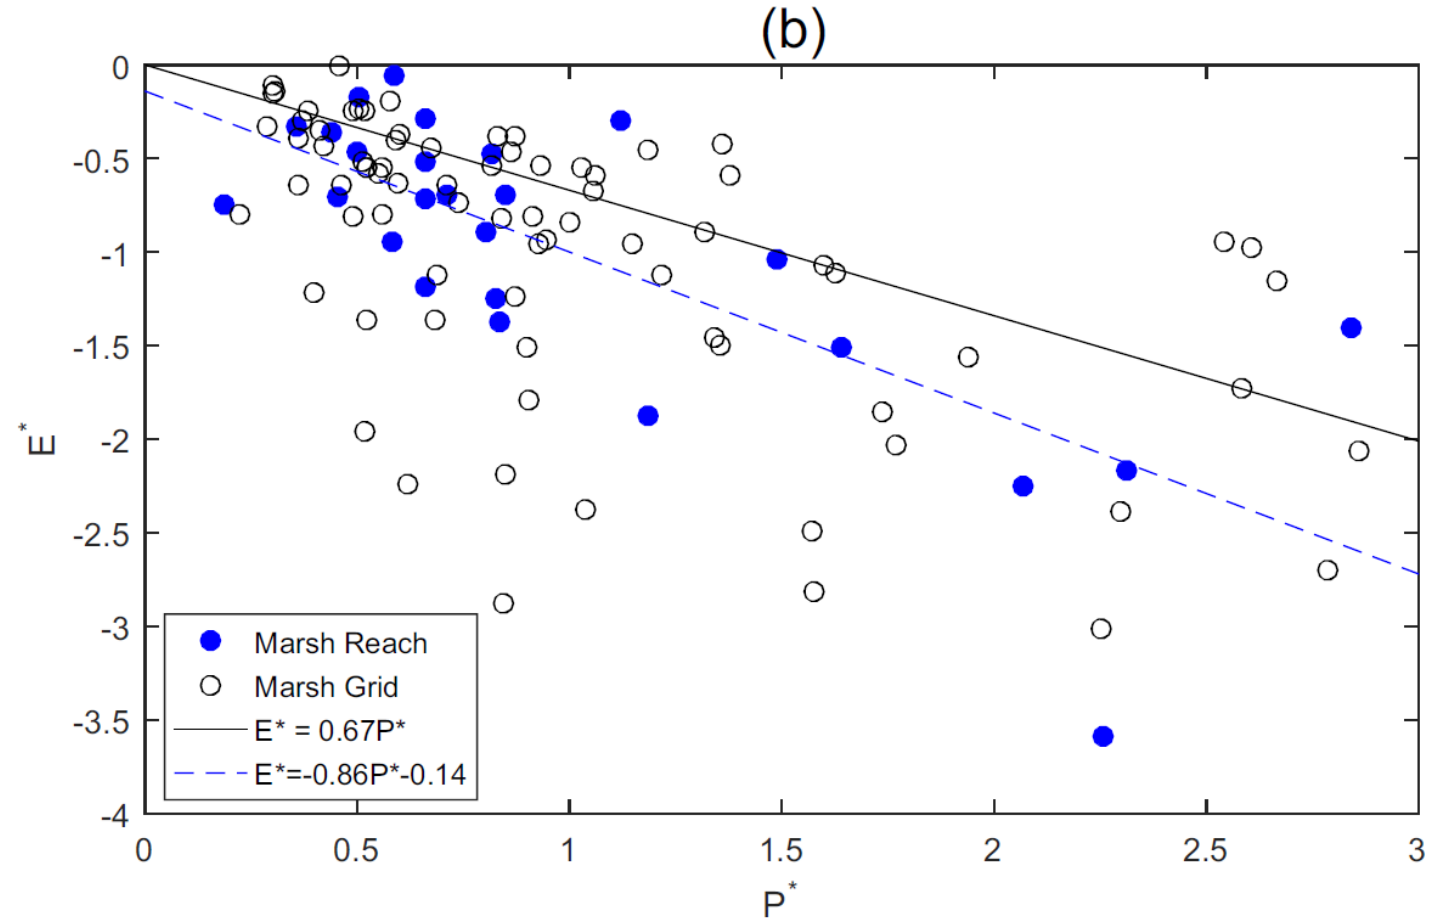 (b)
0
-0.5
-1
-1.5
-2
-2.5
-3
-3.5
-4
E*
Marsh Reach
Marsh Grid
E* = 0.67P*
E*=-0.86P*-0.14
0 0.5 1 1.5 2 2.5 3
P*